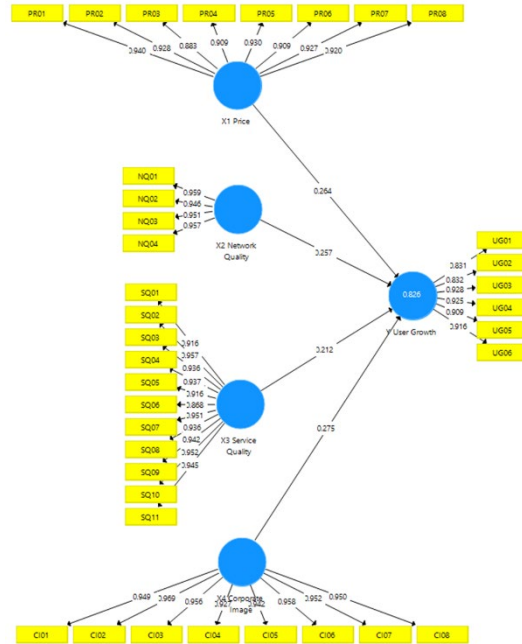 PR01 PR02 PR03 PR04 PR05 PR06 PR07 PR08
0.940 0.928 0.883 0.909 0.930 0.909 0.927 0.920
X1 Price
0.264
NQ01
NQ02
NQ03
NQ04
0.959
0.946
0.951
0.957
X2 Network
Quality
0.257
SQ01
SQ02
SQ03
SQ04
SQ05
SQ06
SQ07
SQ08
SQ09
SQ10
SQ11
0.916
0.957
0.936
0.937
0.916
0.868
0.951
0.936
0.942
0.952
0.945
X3 Service
Quality
0.212
0.826
Y User Growth
0.831
0.832
0.928
0.925
0.909
0.916
UG01
UG02
UG03
UG04
UG05
UG06
0.275
X4 Corporate
Image
0.949 0.969 0.956 0.927 0.942 0.958 0.952 0.950
CI01 CI02 CI03 CI04 CI05 CI06 CI07 CI08